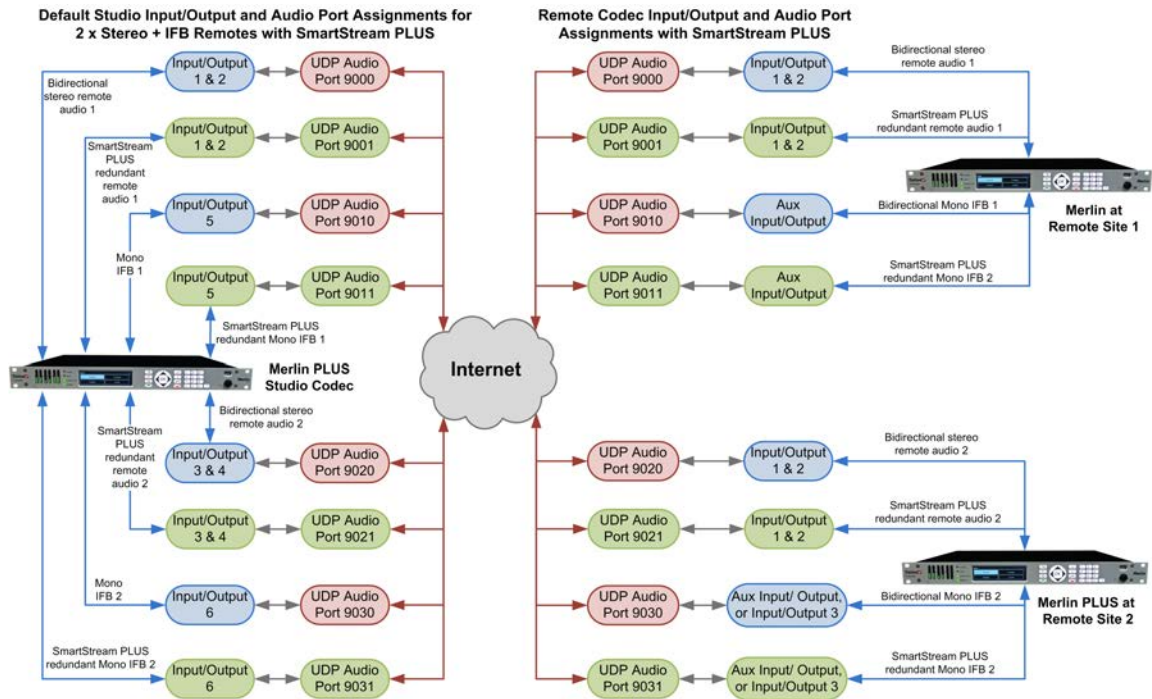 Default Studio Input/Output and Audio Port Assignments for
2 x Stereo + IFB Remotes with SmartStream PLUS
Input/Output
1 & 2
UDP Audio
Port 9000
Bidirectional
stereo remote
audio 1
Input/Output
1 & 2
UDP Audio
Port 9001
SmartStream
PLUS
redundant
remote
audio 1
Input/Output
5
UDP Audio
Port 9010
Mono
IFB 1
Input/Output
5
UDP Audio
Port 9011
SmartStream PLUS
redundant Mono IFB 1
Merlin PLUS
Studio Codec
Internet
Bidirectional stereo
remote audio 2
SmartStream
PLUS
redundant
remote
audio 2
Input/Output
3 & 4
UDP Audio
Port 9020
Input/Output
3 & 4
UDP Audio
Port 9021
Mono
IFB 2
Input/Output
6
UDP Audio
Port 9030
SmartStream PLUS
redundant Mono IFB 2
Input/Output
6
UDP Audio
Port 9031
Remote Codec Input/Output and Audio Port
Assignments with SmartStream PLUS
UDP Audio
Port 9000
Input/Output
1 & 2
Bidirectional stereo
remote audio 1
UDP Audio
Port 9001
Input/Output
1 & 2
SmartStream PLUS
redundant remote audio 1
UDP Audio
Port 9010
Aux
Input/Output
Bidirectional Mono IFB 1
Merlin at
Remote Site 1
UDP Audio
Port 9011
Aux
Input/Output
SmartStream PLUS
redundant Mono IFB 2
UDP Audio
Port 9020
Input/Output
1 & 2
Bidirectional stereo
remote audio 2
UDP Audio
Port 9021
Input/Output
1 & 2
SmartStream PLUS
redundant remote audio 2
UDP Audio
Port 9030
Aux Input/ Output,
or Input/Output 3
Bidirectional Mono IFB 2
Merlin PLUS at
Remote Site 2
UDP Audio
Port 9031
Aux Input/ Output,
or Input/Output 3
SmartStream PLUS
redundant Mono IFB 2